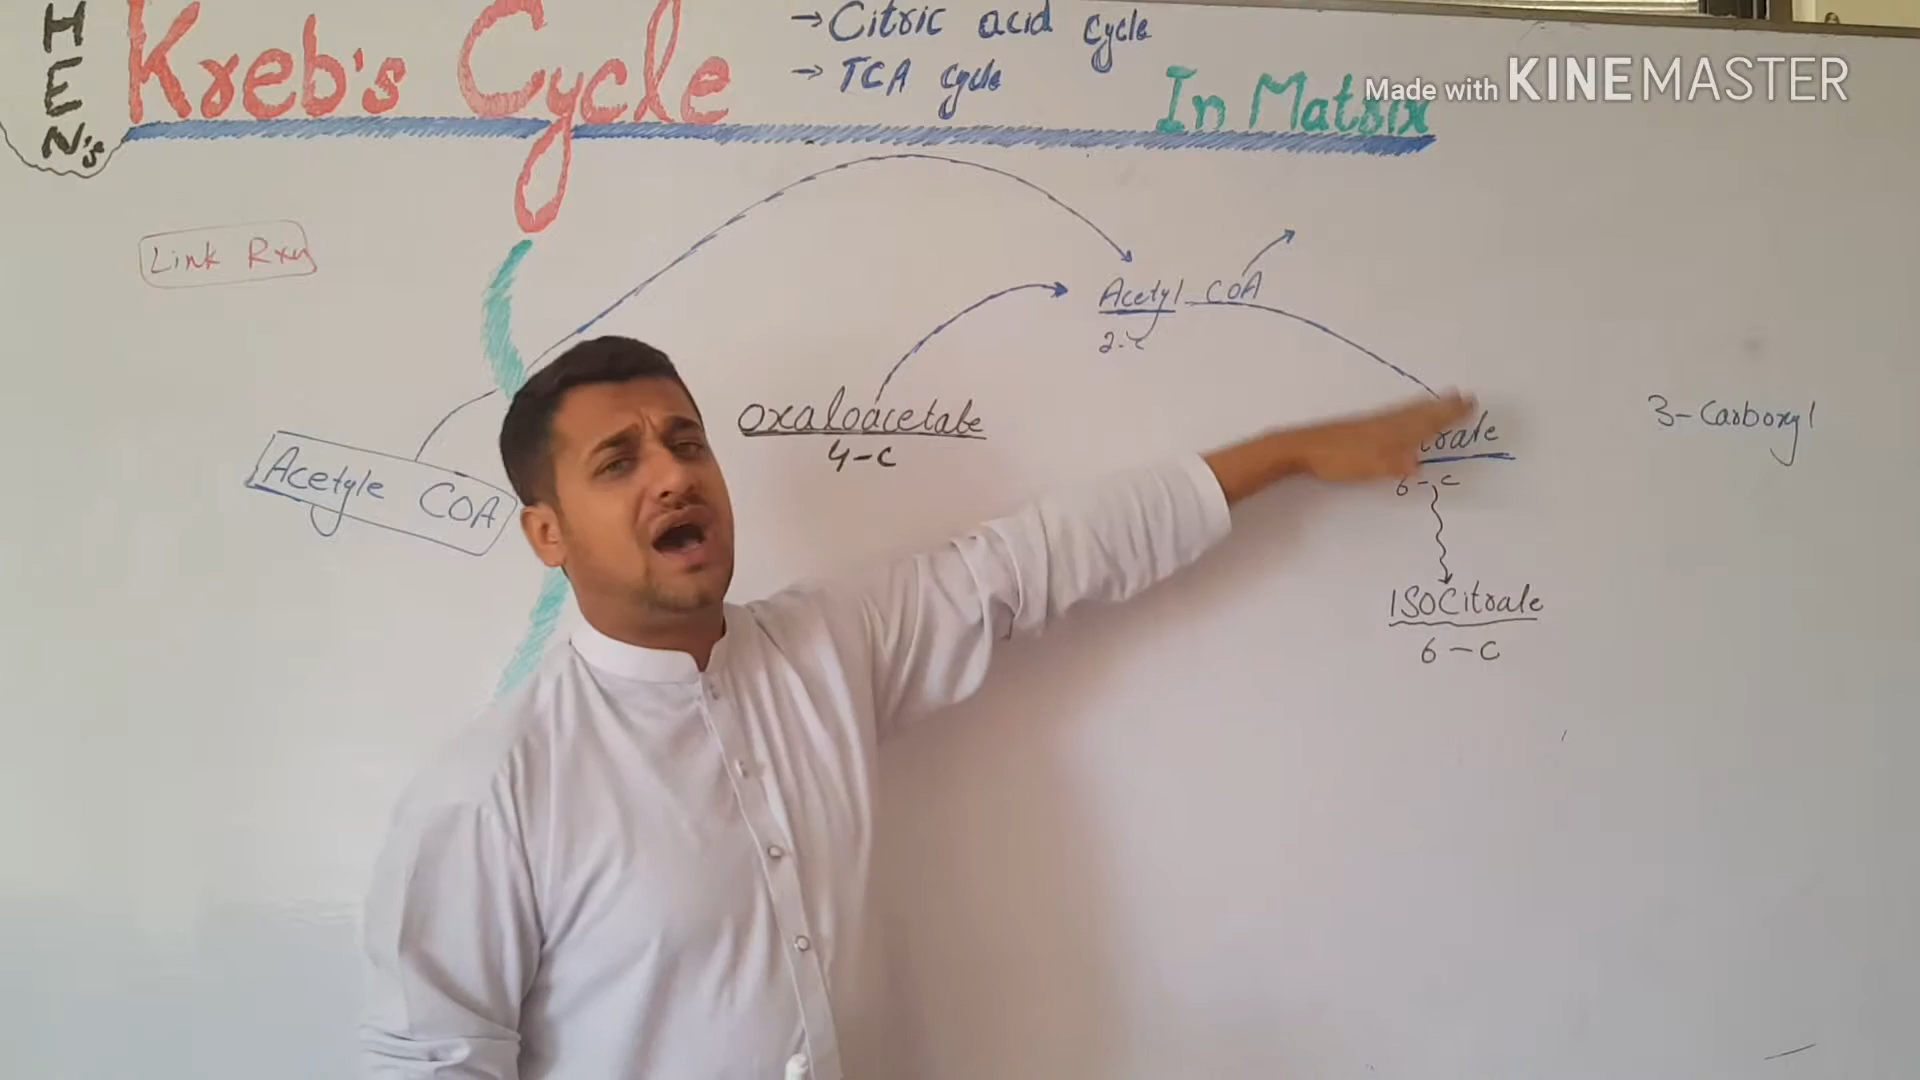 HEN's
Kreb's Cycle
→ Citric acid cycle
→ TCA cycle
In Matrix
Made with KINEMASTER
Link Rxn
Acetyl COA
2-C
Oxaloacetate
4-C
3-Carboxyl
6-C
Acetyle COA
ISOCitrate
6-C